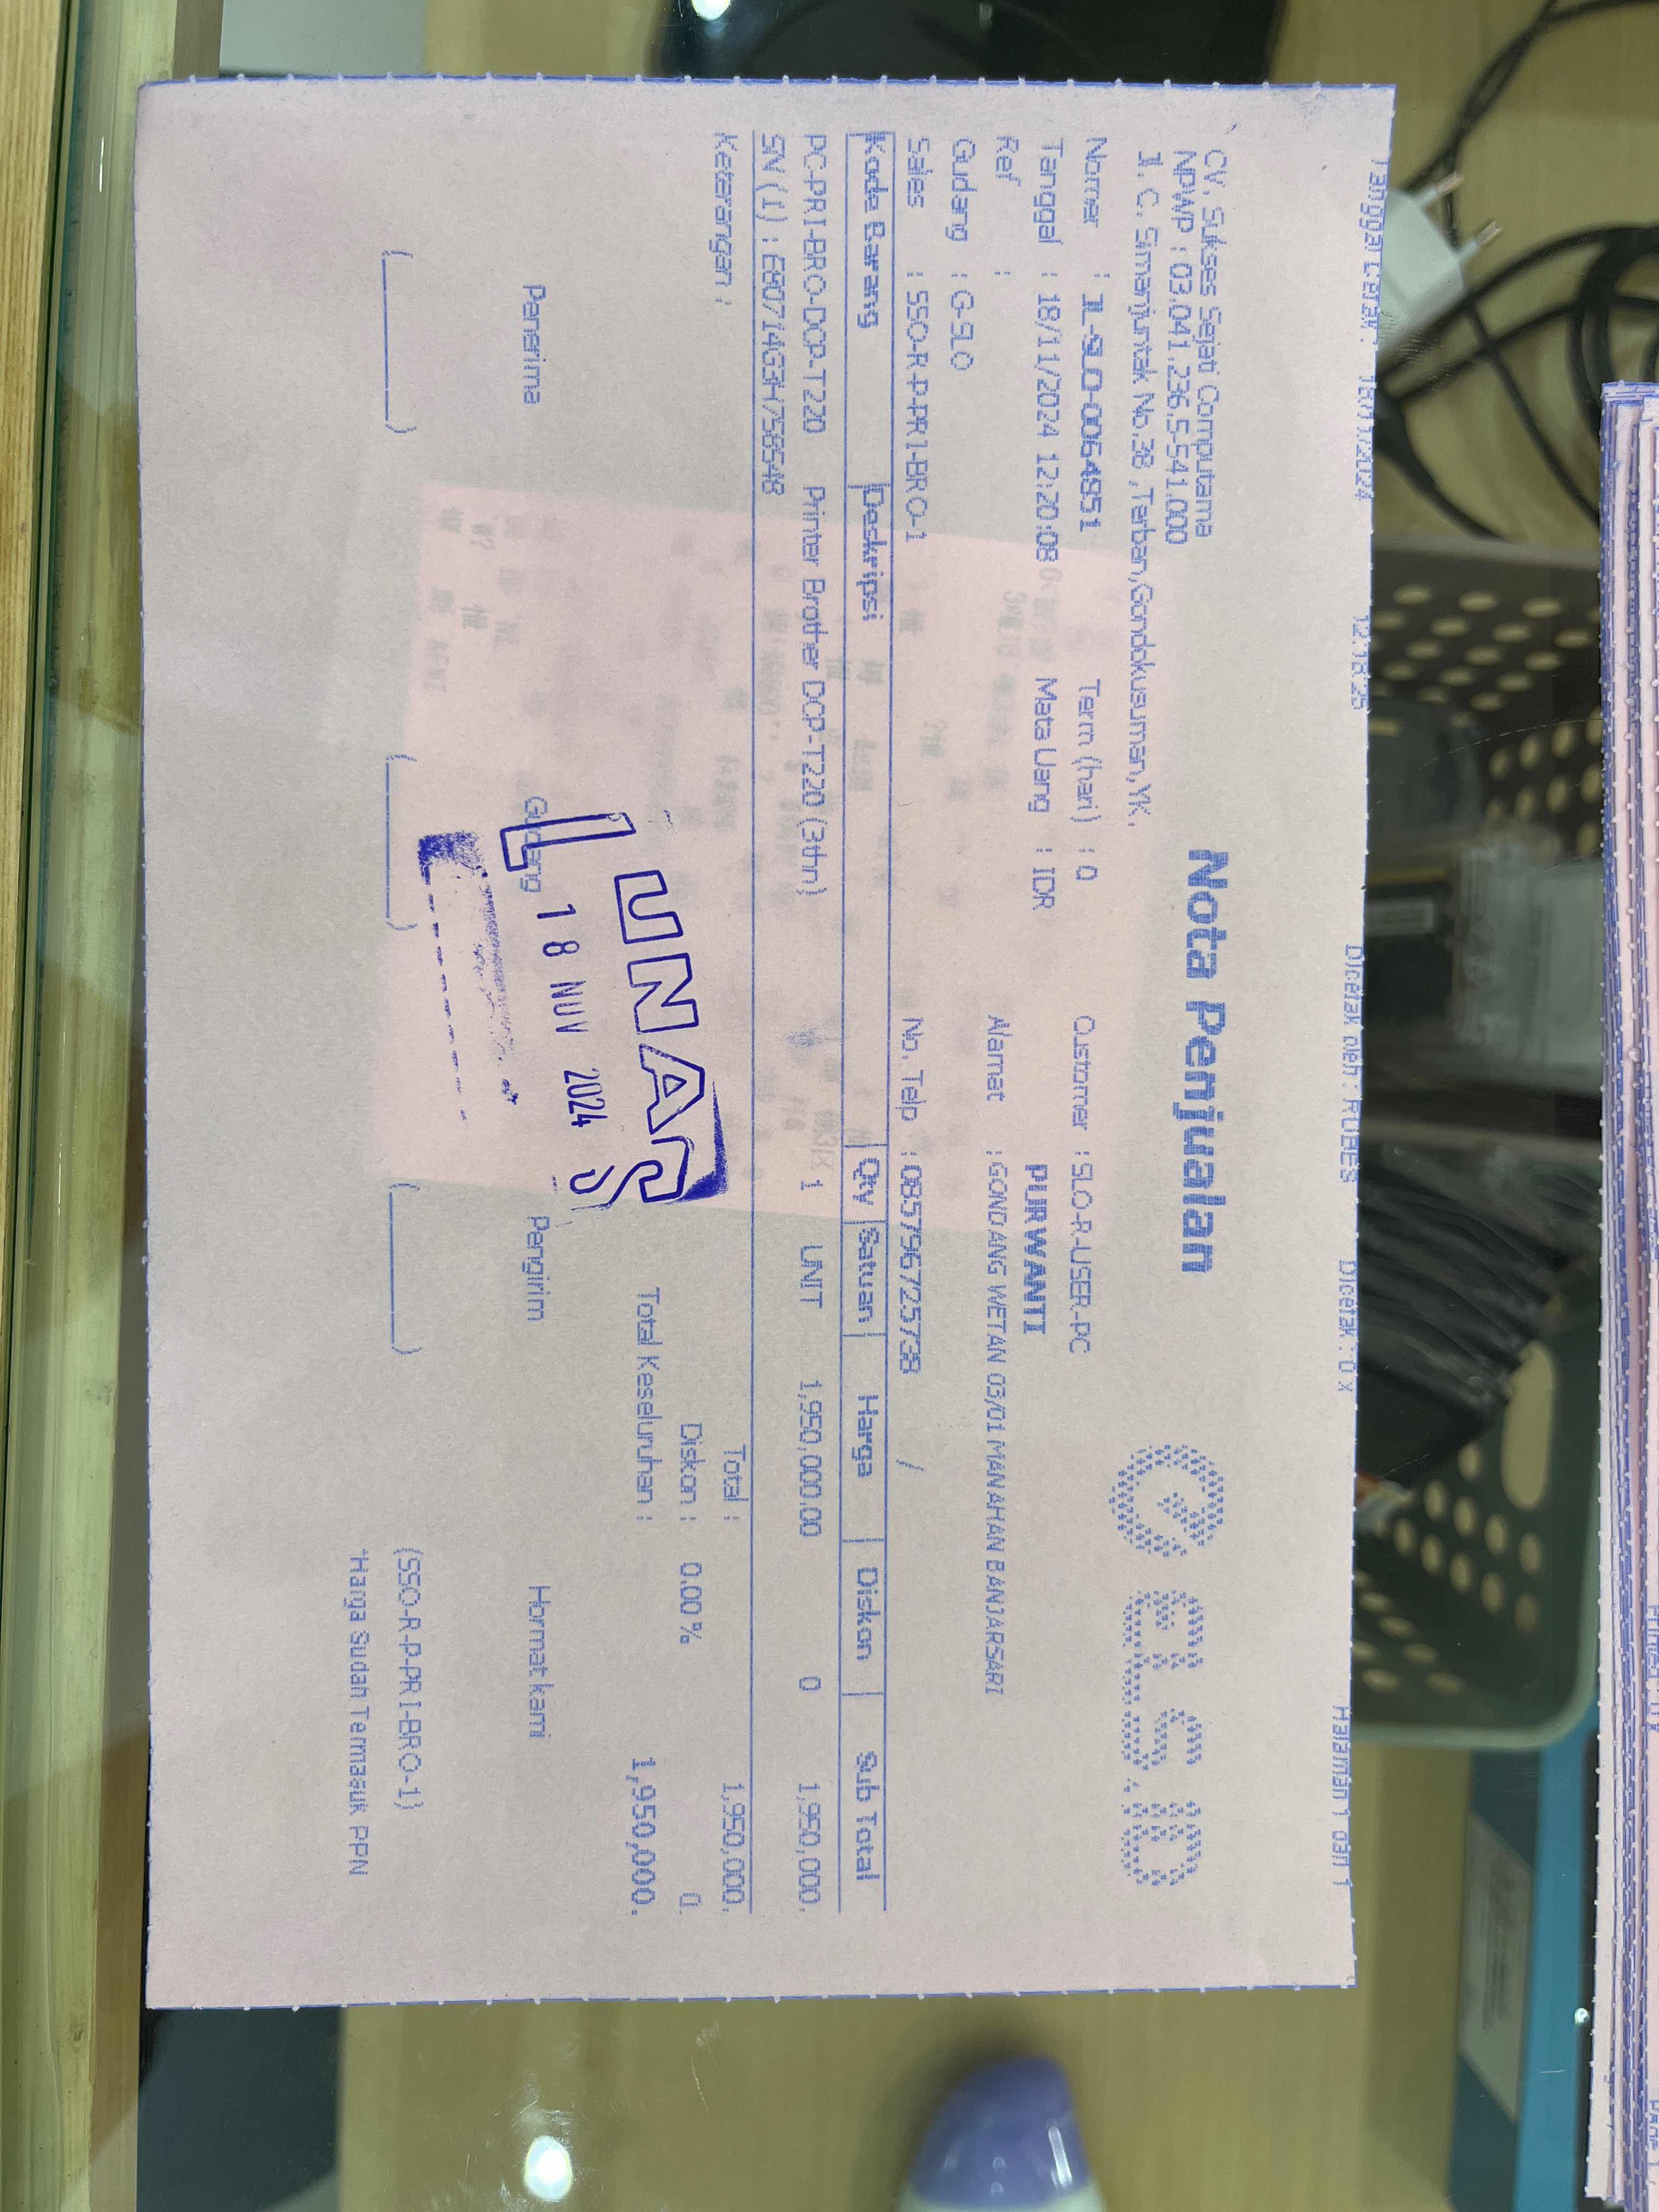 Tanggal cetak : 18/11/2024 12:18:25 Dicetak oleh : RUBES Dicetak : 0 x Halaman 1 dari 1
CV. Sukses Sejati Computama
NPWP : 03.041.236.5-541.000
Jl. C. Simanjuntak No.38 ,Terban,Gondokusuman,YK.
Nota Penjualan
ELS.ID
Nomer : JL-SLO-0064851
Tanggal : 18/11/2024 12:20:08
Ref :
Gudang : G-SLO
Sales : SSO-R-P-PRI-BRO-1
Term (hari) : 0
Mata Uang : IDR
Customer : SLO-R-USER-PC
PURWANTI
Alamat : GONDANG WETAN 03/01 MANAHAN BANJARSARI
No. Telp : 085796725738 /
Kode Barang Deskripsi Qty Satuan Harga Diskon Sub Total
PC-PRI-BRO-DCP-T220 Printer Brother DCP-T220 (3thn) 1 UNIT 1,950,000.00 0 1,950,000.
SN (1) : E80714G3H758548
Keterangan :
Total : 1,950,000.
Diskon : 0.00 % 0.
Total Keseluruhan : 1,950,000.
LUNAS
18 NOV 2024
Penerima Gudang Pengirim Hormat kami
( ) ( ) ( ) (SSO-R-P-PRI-BRO-1)
*Harga Sudah Termasuk PPN